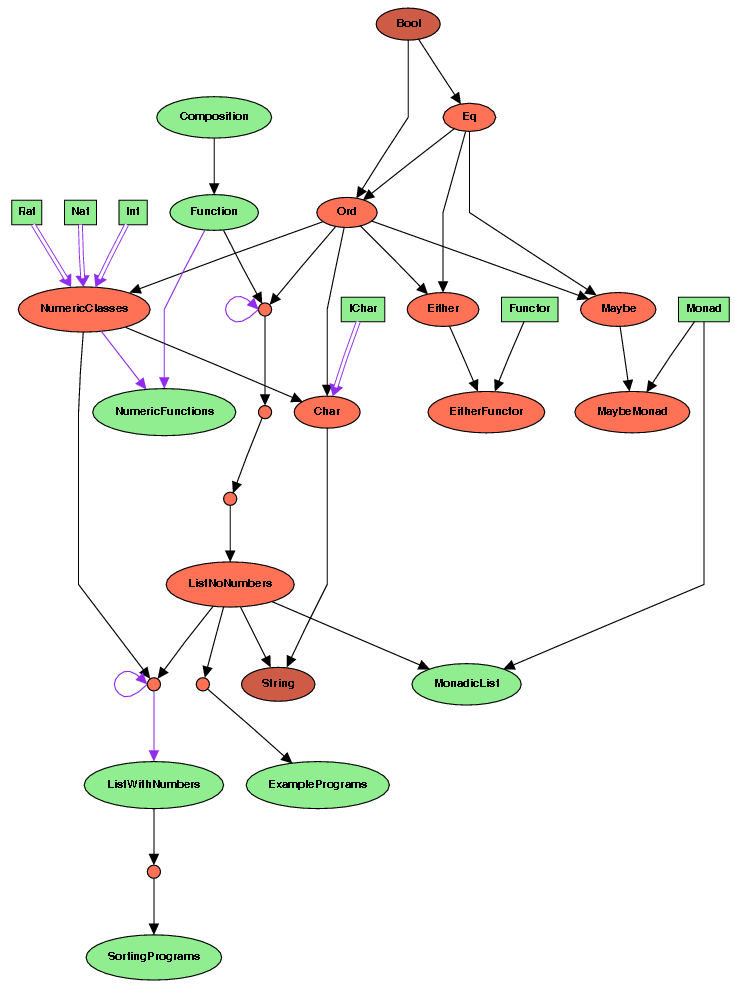 Bool
Composition
Eq
Rat
Nat
Int
Function
Ord
NumericClasses
IChar
Either
Functor
Maybe
Monad
NumericFunctions
Char
EitherFunctor
MaybeMonad
ListNoNumbers
String
MonadicList
ListWithNumbers
ExamplePrograms
SortingPrograms